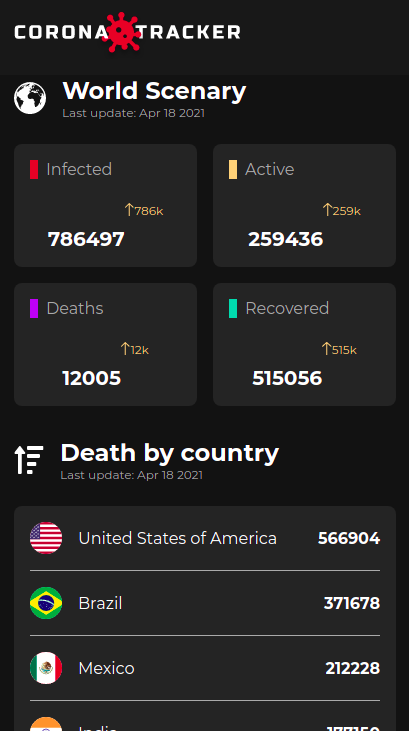 CORONA TRACKER
World Scenary
Last update: Apr 18 2021
Infected
↑786k
786497
Active
↑259k
259436
Deaths
↑12k
12005
Recovered
↑515k
515056
Death by country
Last update: Apr 18 2021
United States of America 566904
Brazil 371678
Mexico 212228
India